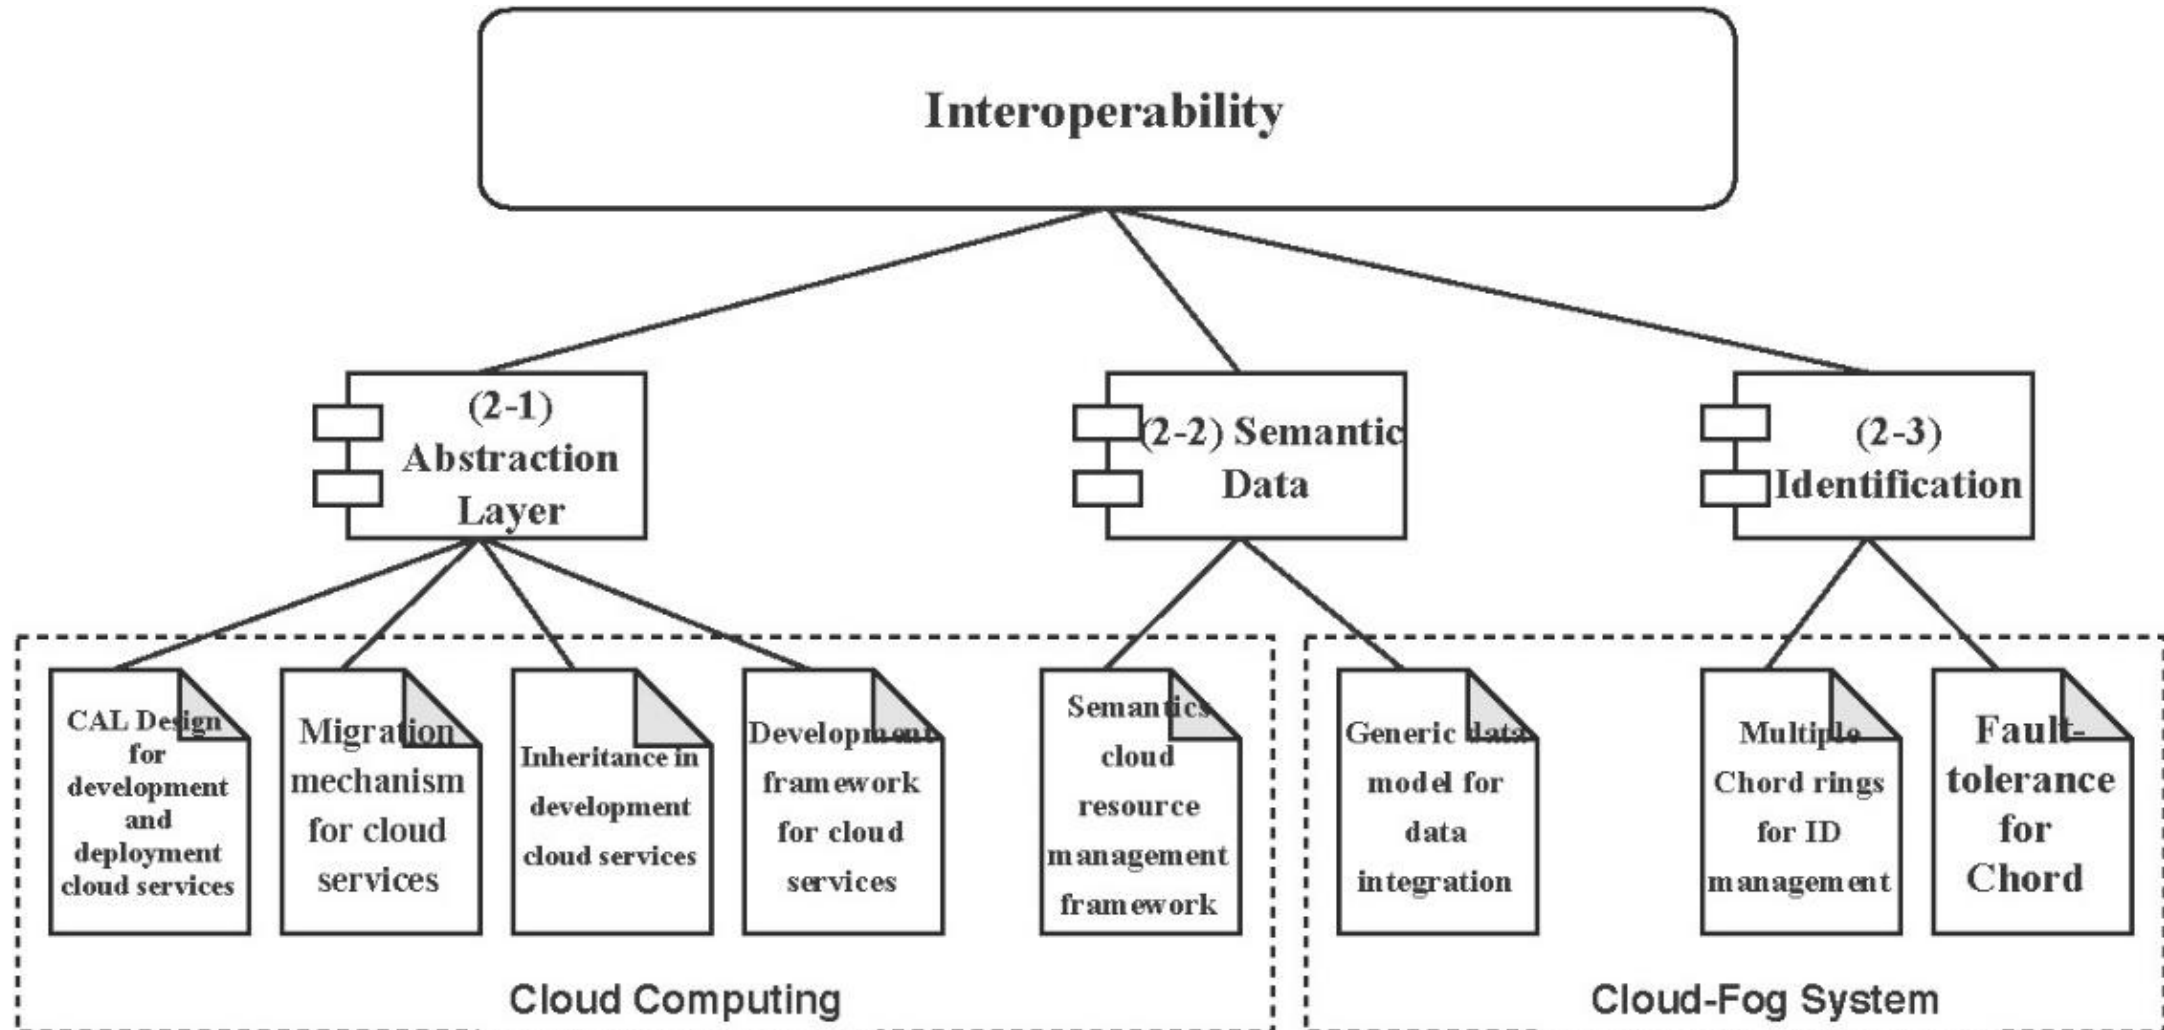 Interoperability
(2-1)
Abstraction
Layer
(2-2) Semantic
Data
(2-3)
Identification
CAL Design
for
development
and
deployment
cloud services
Migration
mechanism
for cloud
services
Inheritance in
development
cloud services
Development
framework
for cloud
services
Semantics
cloud
resource
management
framework
Generic data
model for
data
integration
Multiple
Chord rings
for ID
management
Fault-
tolerance
for
Chord
Cloud Computing
Cloud-Fog System